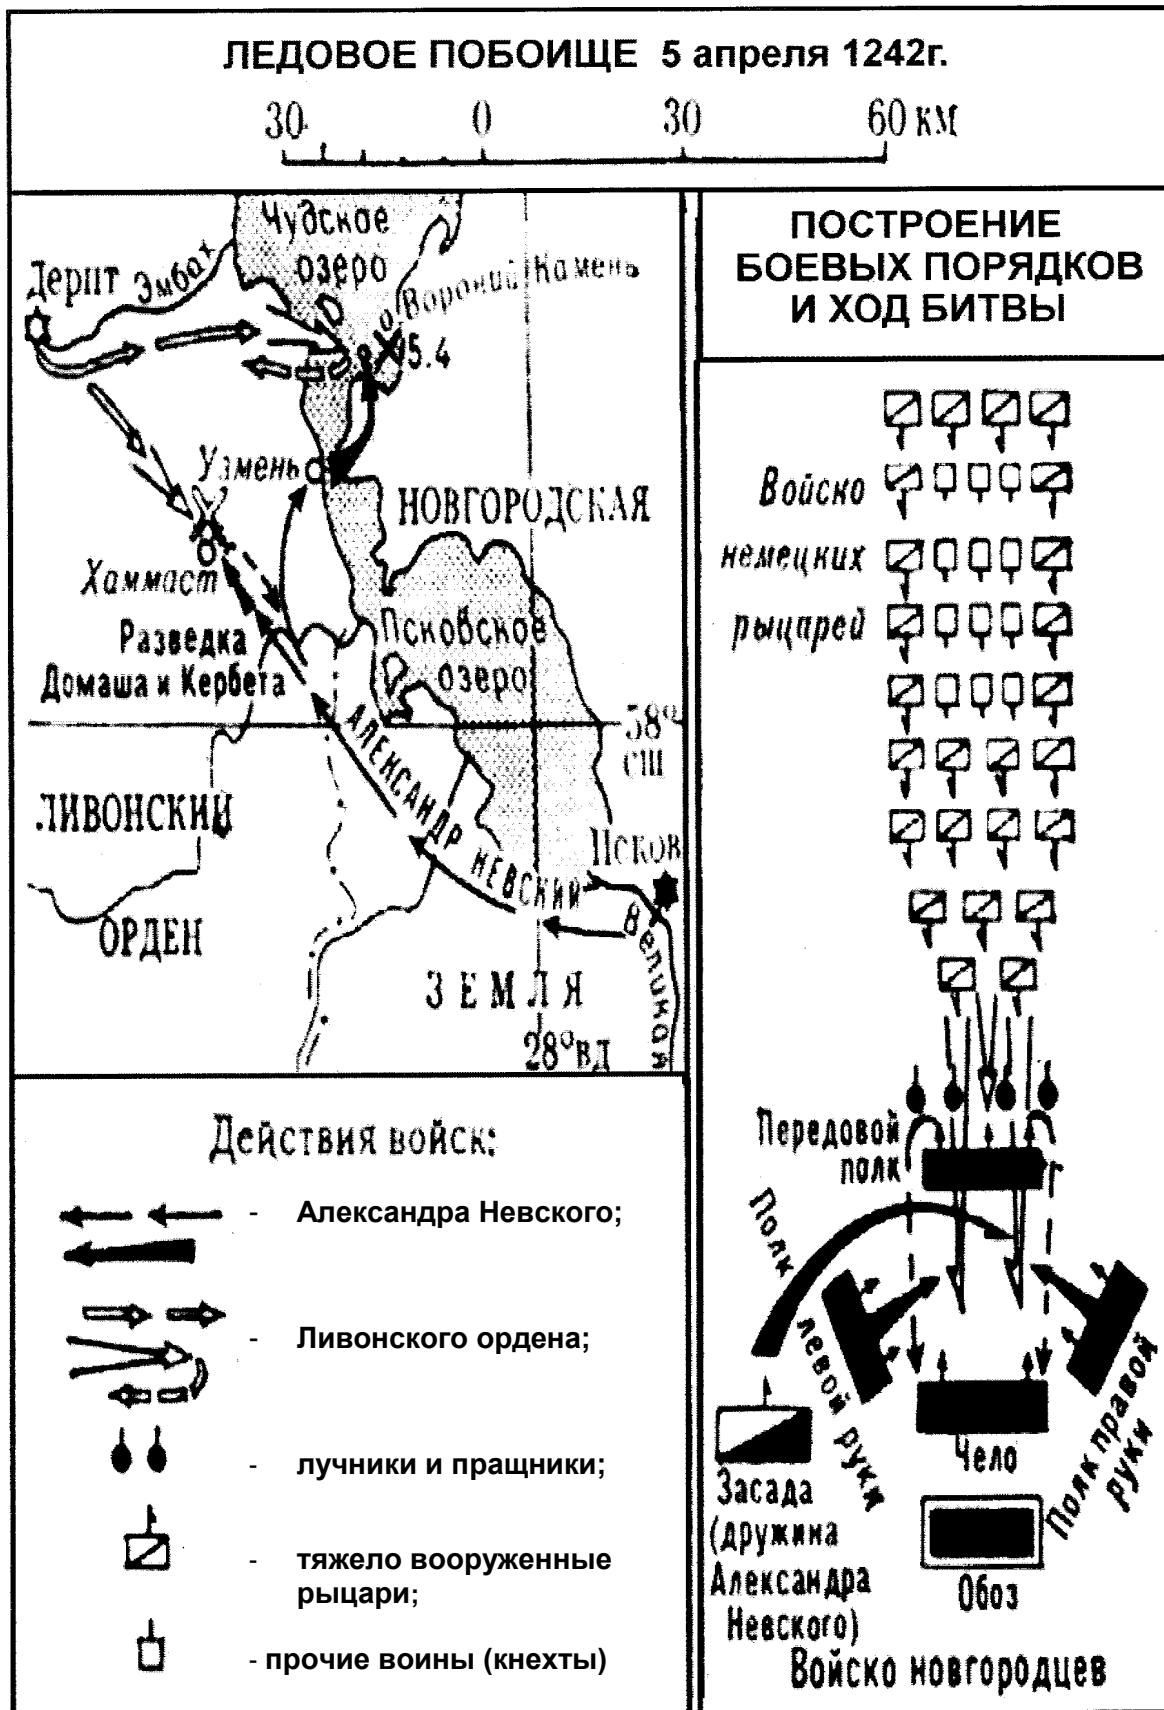 ЛЕДОВОЕ ПОБОИЩЕ 5 апреля 1242г.
30 0 30 60 км
Чудское
озеро
Дерпт
Эмбах
о. Вороний Камень
5.4
Узмень
НОВГОРОДСКАЯ
Хаммаст
Разведка
Домаша и Кербета
Псковское
озеро
58°
СШ
АЛЕКСАНДР НЕВСКИЙ
ЛИВОНСКИЙ
ОРДЕН
Псков
Великая
ЗЕМЛЯ
28°ВД
Действия войск:
- Александра Невского;
- Ливонского ордена;
- лучники и пращники;
- тяжело вооруженные
рыцари;
- прочие воины (кнехты)
ПОСТРОЕНИЕ
БОЕВЫХ ПОРЯДКОВ
И ХОД БИТВЫ
Войско
немецких
рыцарей
Передовой
полк
Полк левой руки
Полк правой
руки
Чело
Засада
(дружина
Александра
Невского)
Обоз
Войско новгородцев